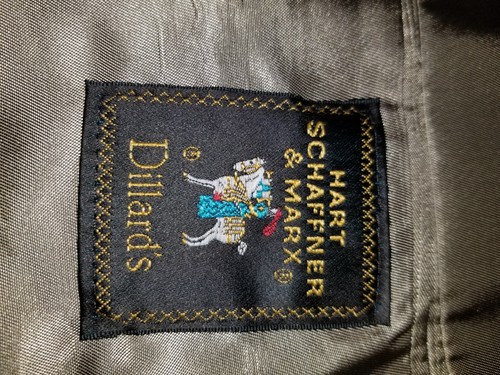 HART
SCHAFFNER
& MARX®
®
Dillard's